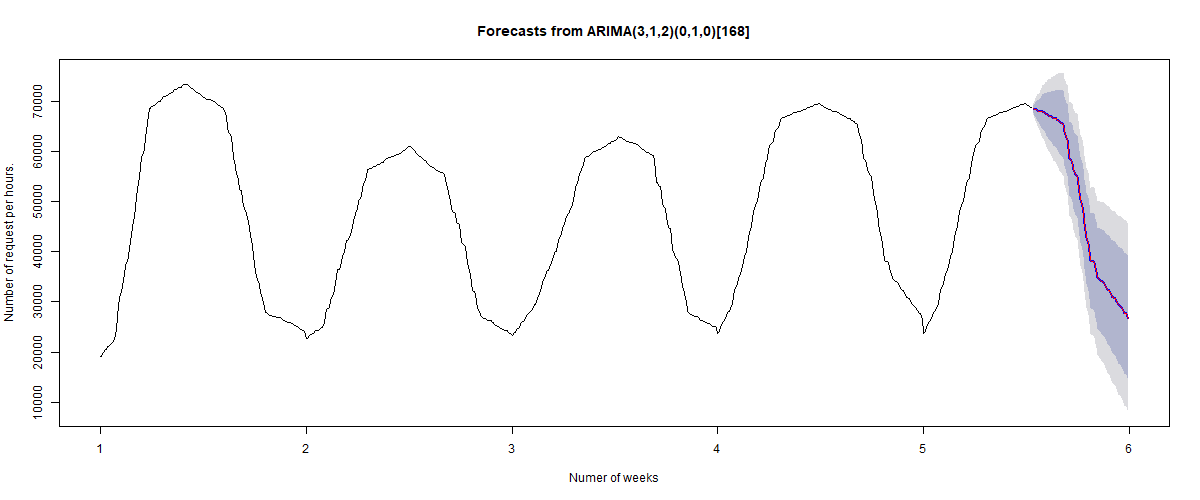 Forecasts from ARIMA(3,1,2)(0,1,0)[168]
Number of request per hours.
70000
60000
50000
40000
30000
20000
10000
1 2 3 4 5 6
Numer of weeks